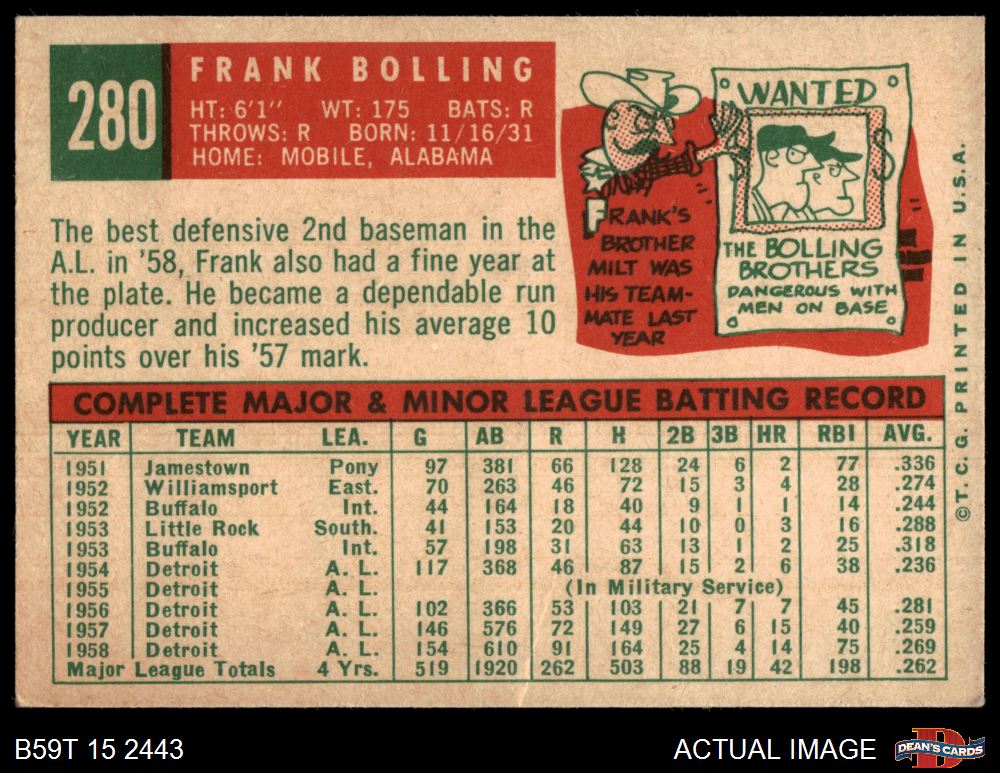 280
FRANK BOLLING
HT: 6'1" WT: 175 BATS: R
THROWS: R BORN: 11/16/31
HOME: MOBILE, ALABAMA
The best defensive 2nd baseman in the
A.L. in '58, Frank also had a fine year at
the plate. He became a dependable run
producer and increased his average 10
points over his '57 mark.
FRANK'S
BROTHER
MILT WAS
HIS TEAM-
MATE LAST
YEAR
WANTED
THE BOLLING
BROTHERS
DANGEROUS WITH
MEN ON BASE
©T. C. G. PRINTED IN U.S.A.
COMPLETE MAJOR & MINOR LEAGUE BATTING RECORD
YEAR TEAM LEA. G AB R H 2B 3B HR RBI AVG.
1951 Jamestown Pony 97 381 66 128 24 6 2 77 .336
1952 Williamsport East. 70 263 46 72 15 3 4 28 .274
1952 Buffalo Int. 44 164 18 40 9 1 1 14 .244
1953 Little Rock South. 41 153 20 44 10 0 3 16 .288
1953 Buffalo Int. 57 198 31 63 13 1 2 25 .318
1954 Detroit A. L. 117 368 46 87 15 2 6 38 .236
1955 Detroit A. L. (In Military Service)
1956 Detroit A. L. 102 366 53 103 21 7 7 45 .281
1957 Detroit A. L. 146 576 72 149 27 6 15 40 .259
1958 Detroit A. L. 154 610 91 164 25 4 14 75 .269
Major League Totals 4 Yrs. 519 1920 262 503 88 19 42 198 .262
B59T 15 2443
ACTUAL IMAGE
D
DEAN'S CARDS